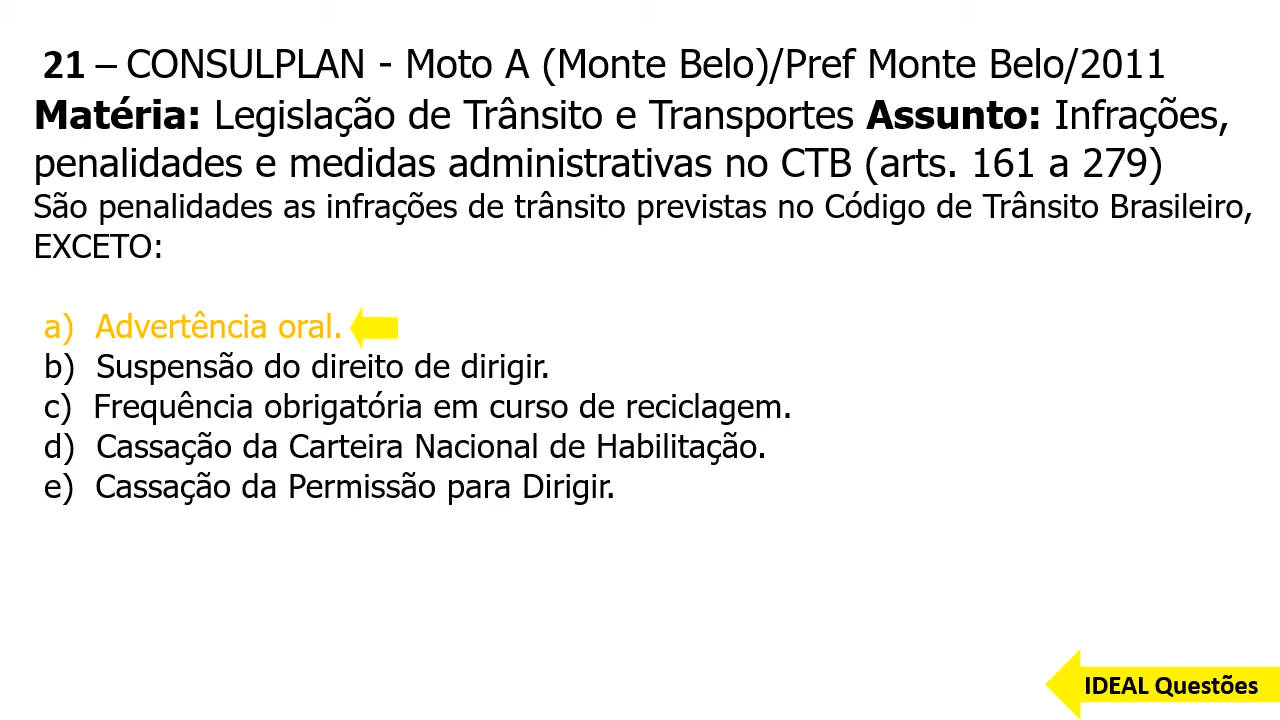 21 – CONSULPLAN - Moto A (Monte Belo)/Pref Monte Belo/2011
Matéria: Legislação de Trânsito e Transportes Assunto: Infrações,
penalidades e medidas administrativas no CTB (arts. 161 a 279)
São penalidades as infrações de trânsito previstas no Código de Trânsito Brasileiro,
EXCETO:
a) Advertência oral.
b) Suspensão do direito de dirigir.
c) Frequência obrigatória em curso de reciclagem.
d) Cassação da Carteira Nacional de Habilitação.
e) Cassação da Permissão para Dirigir.
IDEAL Questões